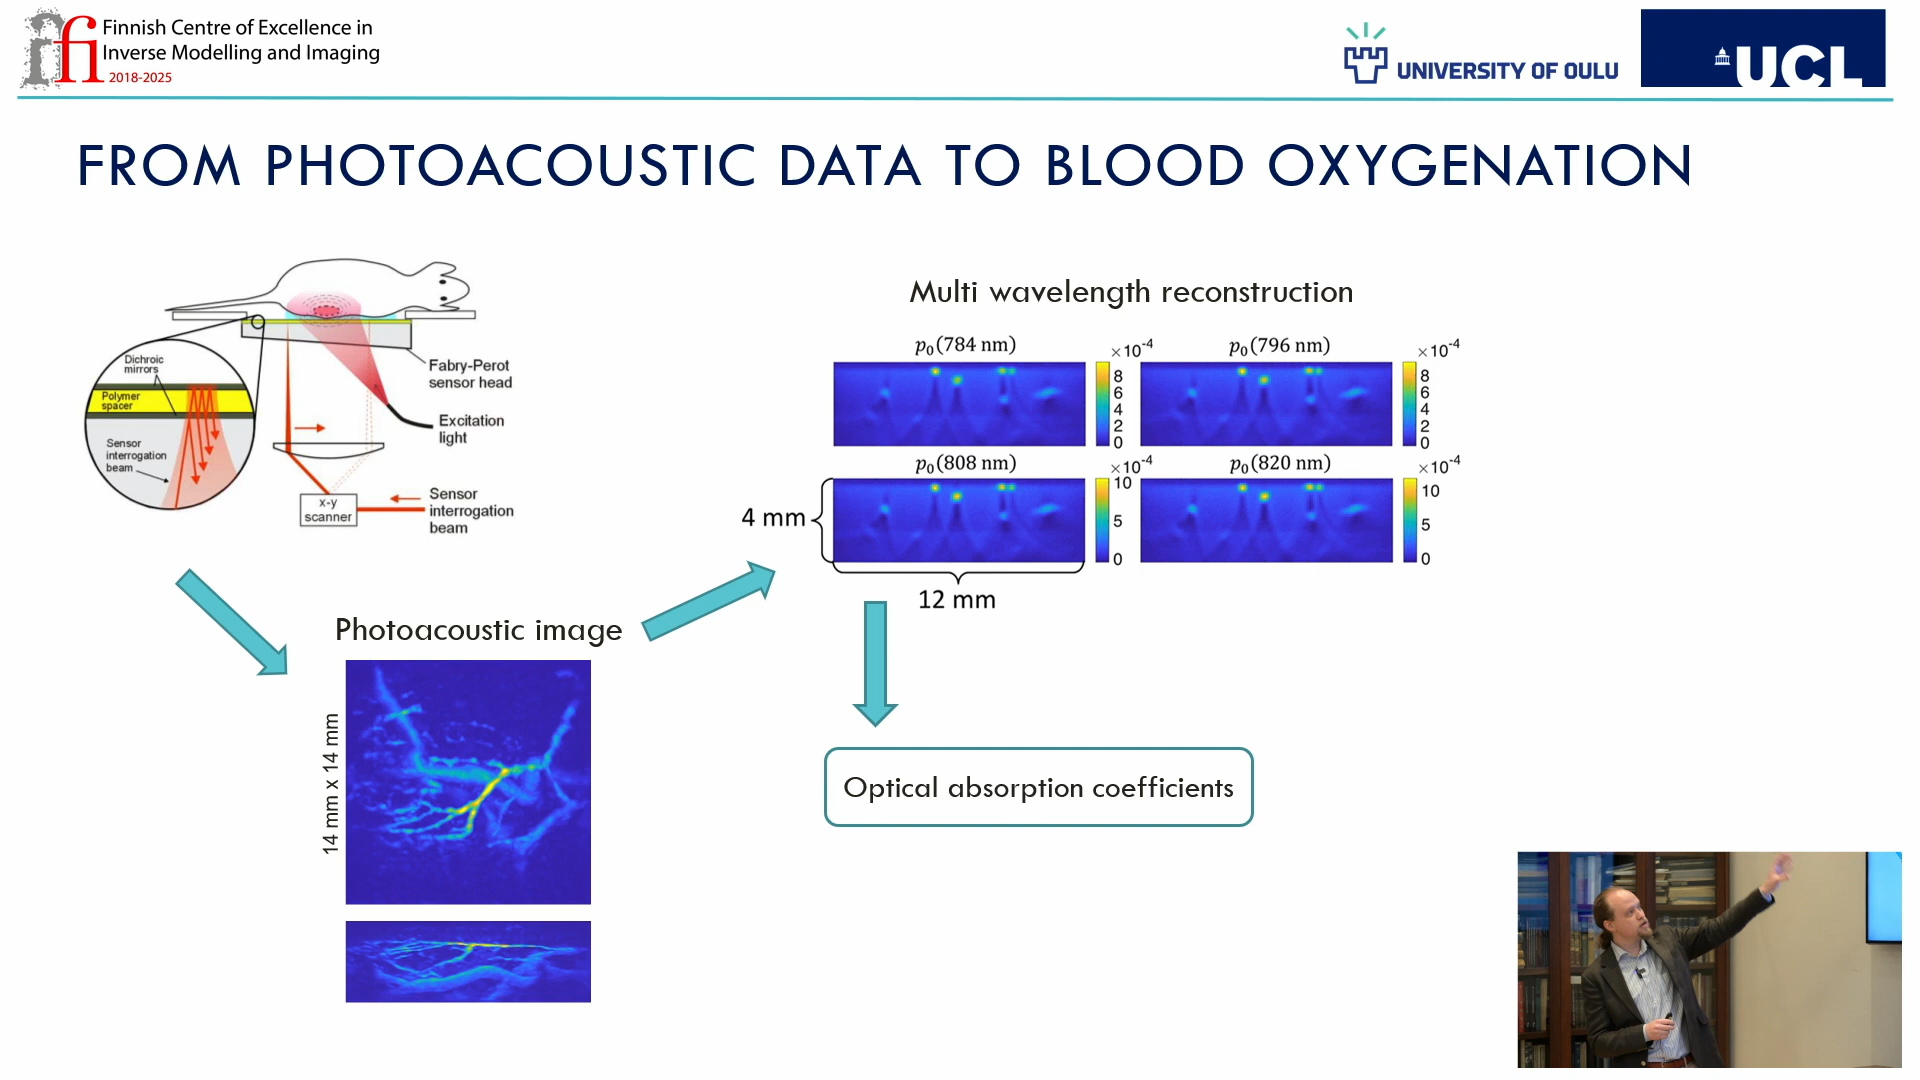 Finnish Centre of Excellence in
Inverse Modelling and Imaging
2018-2025
fi
UNIVERSITY OF OULU
UCL
FROM PHOTOACOUSTIC DATA TO BLOOD OXYGENATION
Dichroic
mirrors
Polymer
spacer
Sensor
interrogation
beam
Fabry-Perot
sensor head
Excitation
light
x-y
scanner
Sensor
interrogation
beam
Multi wavelength reconstruction
p₀(784 nm)
×10⁻⁴
8
6
4
2
0
p₀(796 nm)
×10⁻⁴
8
6
4
2
0
p₀(808 nm)
×10⁻⁴
10
5
0
p₀(820 nm)
×10⁻⁴
10
5
0
4 mm
12 mm
Photoacoustic image
14 mm x 14 mm
Optical absorption coefficients